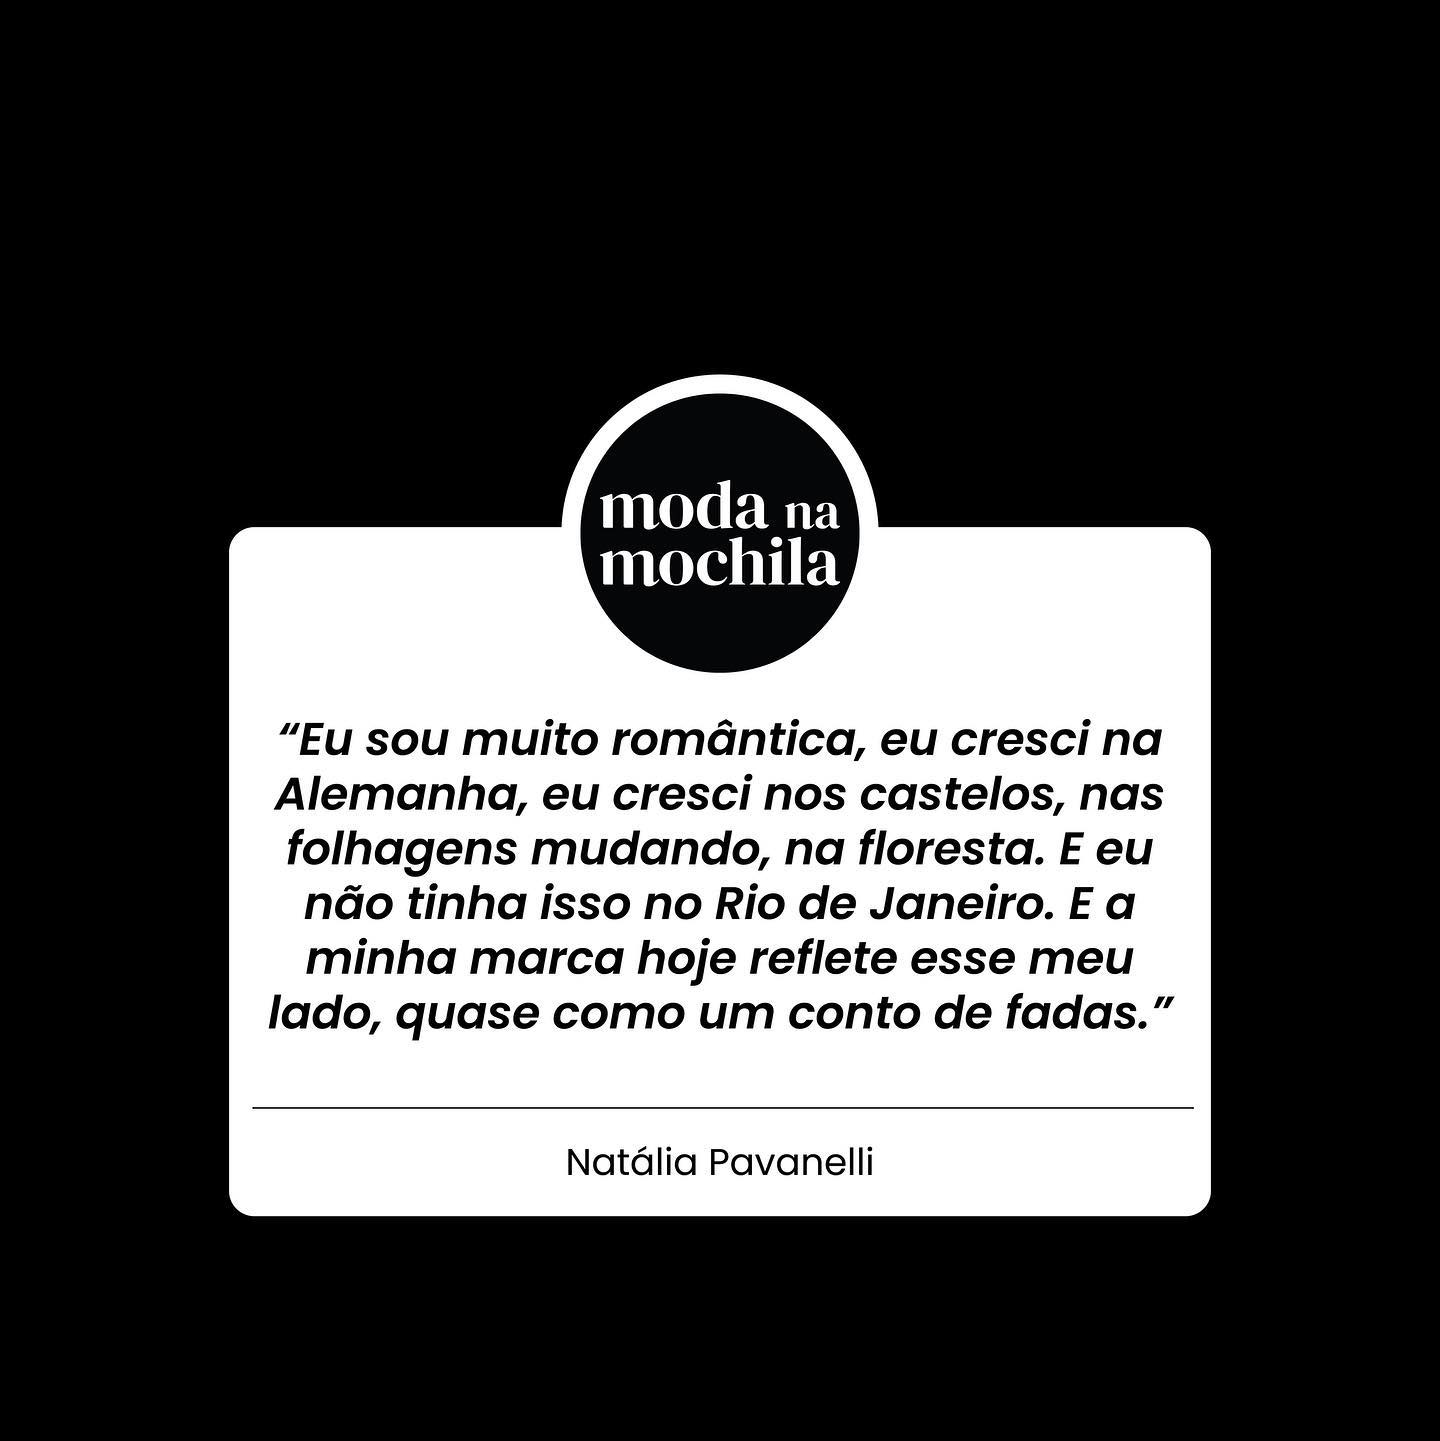 moda na
mochila
“Eu sou muito romântica, eu cresci na
Alemanha, eu cresci nos castelos, nas
folhagens mudando, na floresta. E eu
não tinha isso no Rio de Janeiro. E a
minha marca hoje reflete esse meu
lado, quase como um conto de fadas.”
Natália Pavanelli